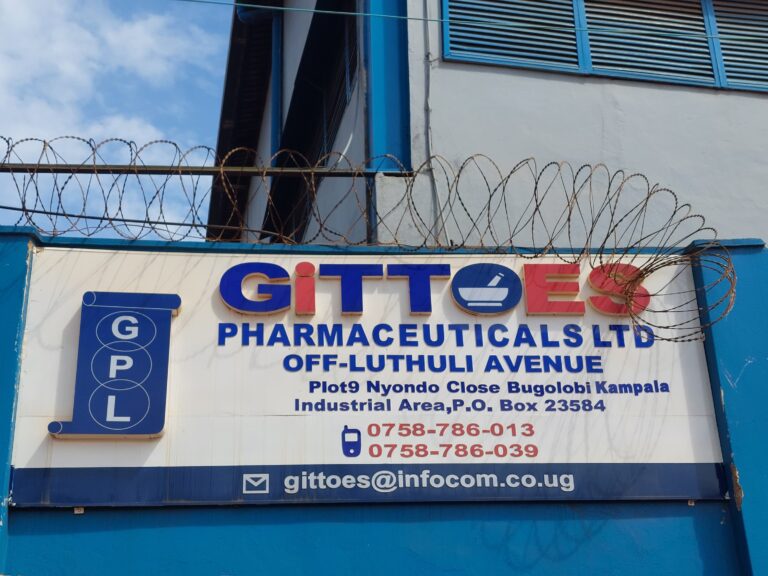 GiTTOES
PHARMACEUTICALS LTD
OFF-LUTHULI AVENUE
Plot9 Nyondo Close Bugolobi Kampala
Industrial Area,P.O. Box 23584
0758-786-013
0758-786-039
gittoes@infocom.co.ug
G
P
L